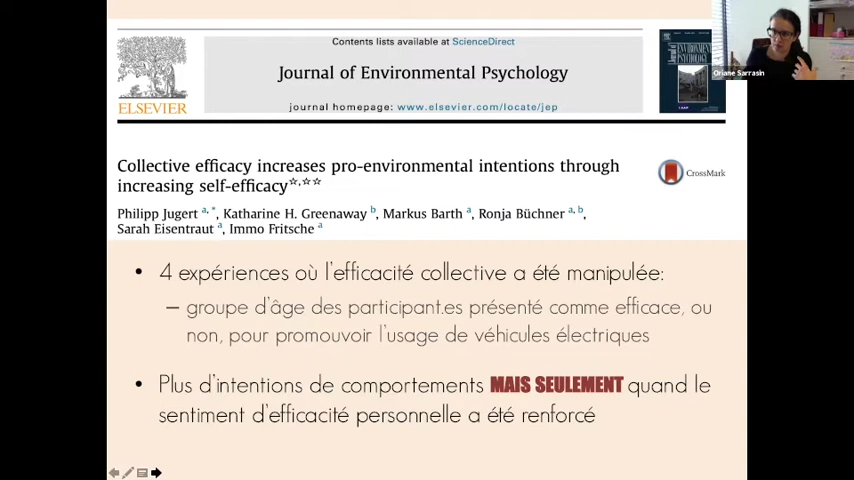 Contents lists available at ScienceDirect
Journal of Environmental Psychology
journal homepage: www.elsevier.com/locate/jep
ELSEVIER
ENVIRONMENTAL
PSYCHOLOGY
Oriane Sarrasin
Collective efficacy increases pro-environmental intentions through
increasing self-efficacy☆,☆☆
CrossMark
Philipp Jugert a,*, Katharine H. Greenaway b, Markus Barth a, Ronja Büchner a, b,
Sarah Eisentraut a, Immo Fritsche a
• 4 expériences où l'efficacité collective a été manipulée:
– groupe d'âge des participant.es présenté comme efficace, ou
non, pour promouvoir l'usage de véhicules électriques
• Plus d'intentions de comportements MAIS SEULEMENT quand le
sentiment d'efficacité personnelle a été renforcé